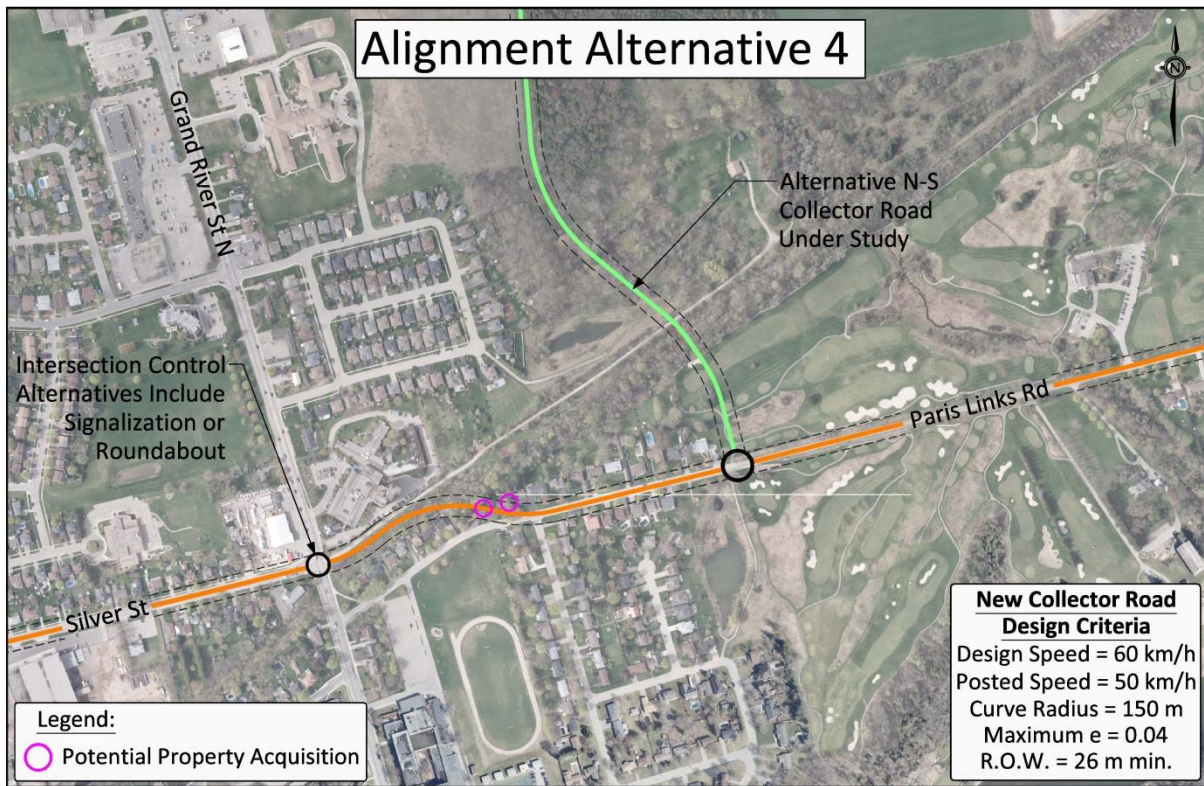 Alignment Alternative 4
N
Grand River St N
Alternative N-S
Collector Road
Under Study
Intersection Control
Alternatives Include
Signalization or
Roundabout
Paris Links Rd
Silver St
New Collector Road
Design Criteria
Design Speed = 60 km/h
Posted Speed = 50 km/h
Curve Radius = 150 m
Maximum e = 0.04
R.O.W. = 26 m min.
Legend:
Potential Property Acquisition